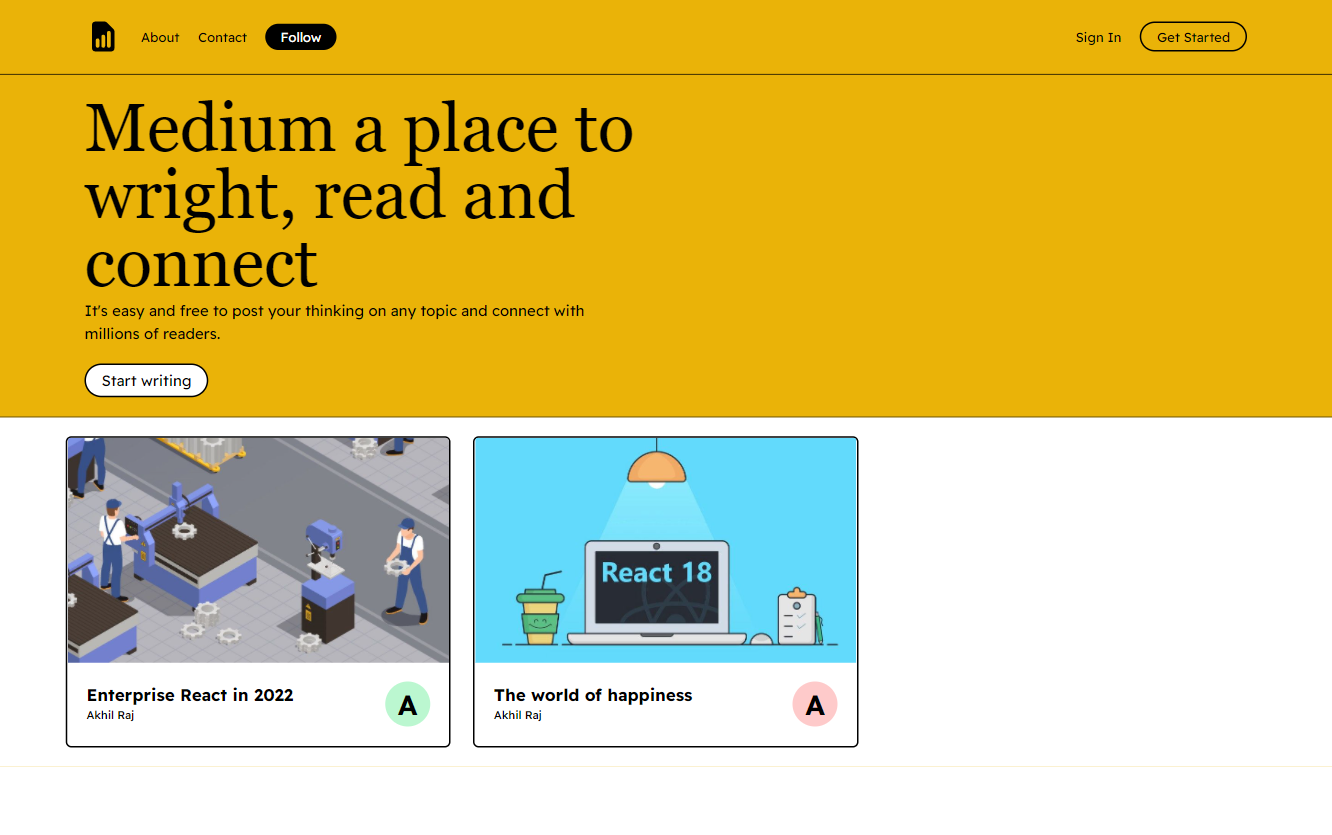 About Contact Follow Sign In Get Started
Medium a place to
wright, read and
connect
It's easy and free to post your thinking on any topic and connect with
millions of readers.
Start writing
React 18
Enterprise React in 2022
Akhil Raj
A
The world of happiness
Akhil Raj
A